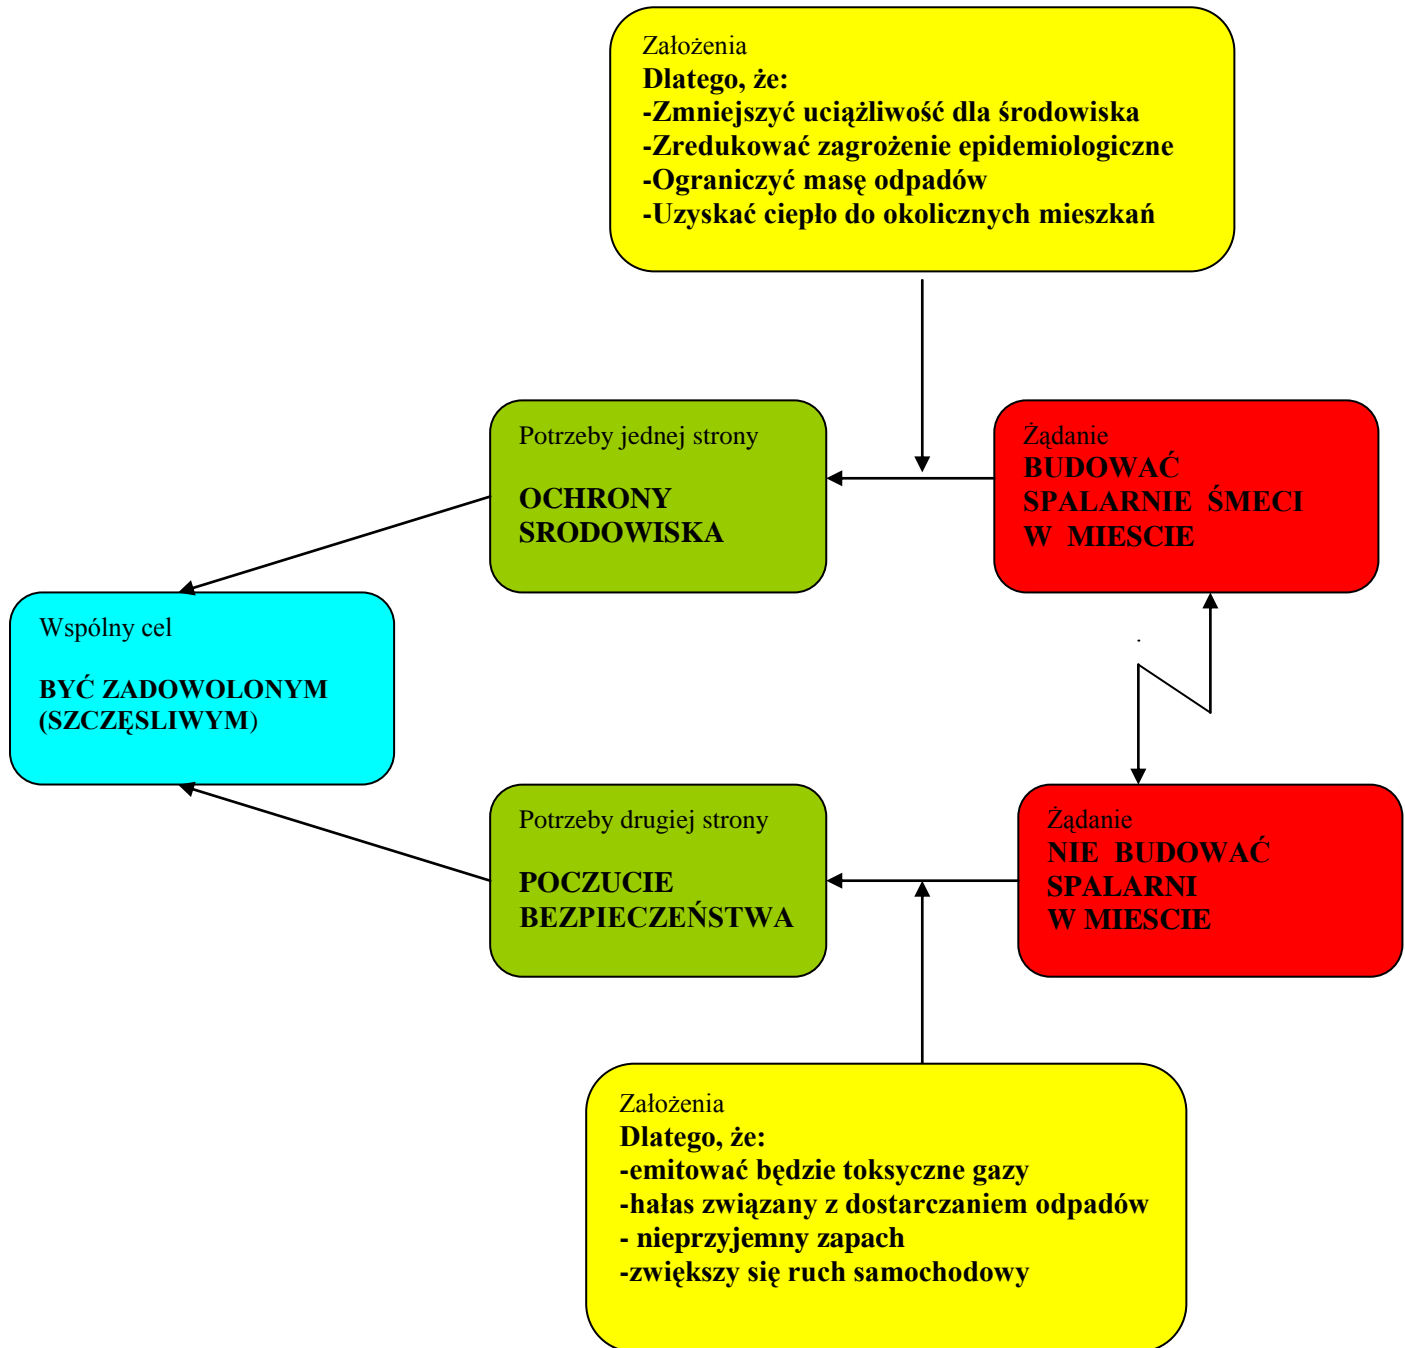 Założenia
Dlatego, że:
-Zmniejszyć uciążliwość dla środowiska
-Zredukować zagrożenie epidemiologiczne
-Ograniczyć masę odpadów
-Uzyskać ciepło do okolicznych mieszkań
Potrzeby jednej strony
OCHRONY
SRODOWISKA
Żądanie
BUDOWAĆ
SPALARNIE ŚMECI
W MIESCIE
Wspólny cel
BYĆ ZADOWOLONYM
(SZCZĘSLIWYM)
Potrzeby drugiej strony
POCZUCIE
BEZPIECZEŃSTWA
Żądanie
NIE BUDOWAĆ
SPALARNI
W MIESCIE
Założenia
Dlatego, że:
-emitować będzie toksyczne gazy
-hałas związany z dostarczaniem odpadów
- nieprzyjemny zapach
-zwiększy się ruch samochodowy